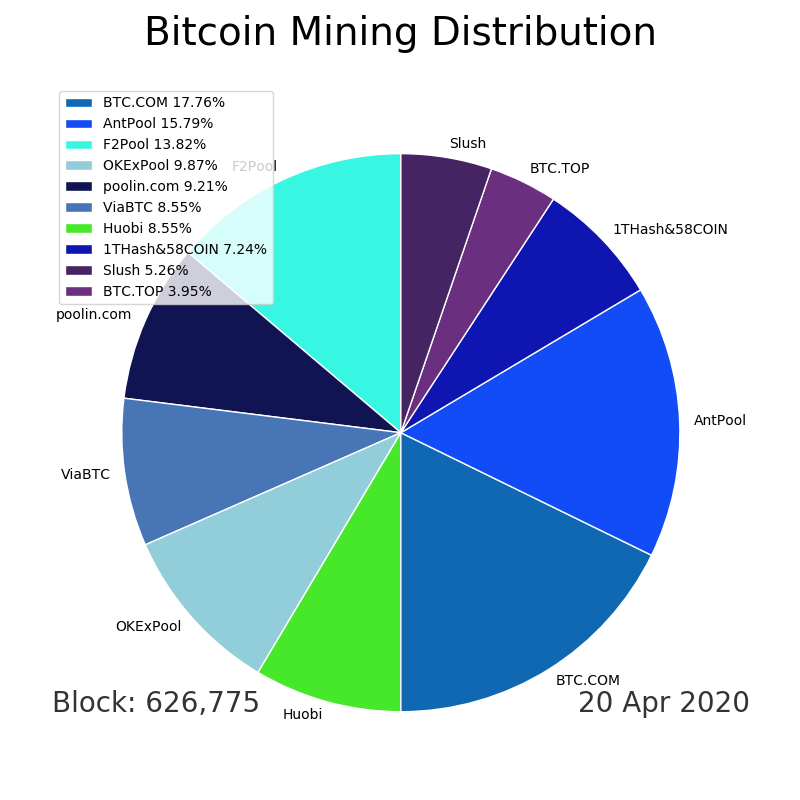 Bitcoin Mining Distribution
BTC.COM 17.76%
AntPool 15.79%
F2Pool 13.82%
OKExPool 9.87%
poolin.com 9.21%
ViaBTC 8.55%
Huobi 8.55%
1THash&58COIN 7.24%
Slush 5.26%
BTC.TOP 3.95%
F2Pool
Slush
BTC.TOP
1THash&58COIN
poolin.com
AntPool
ViaBTC
OKExPool
BTC.COM
Huobi
Block: 626,775
20 Apr 2020